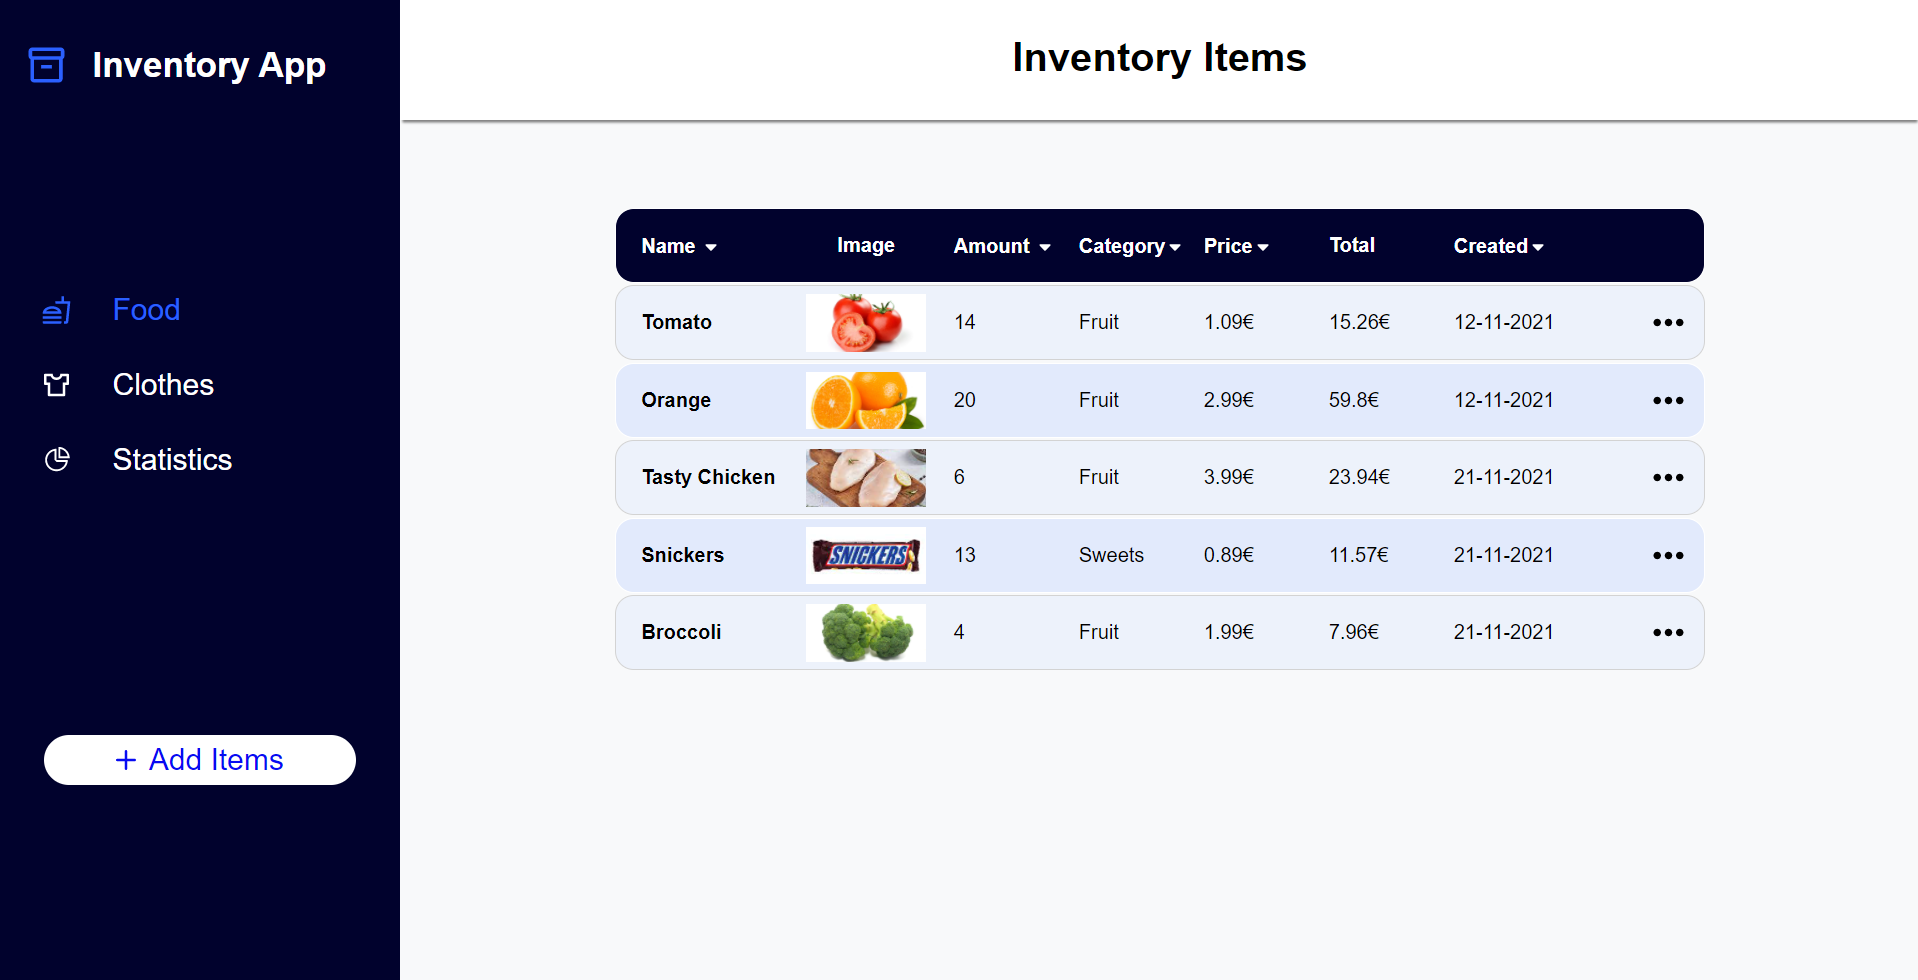 Inventory App
Inventory Items
Food
Clothes
Statistics
+ Add Items
Name Image Amount Category Price Total Created
Tomato 14 Fruit 1.09€ 15.26€ 12-11-2021
Orange 20 Fruit 2.99€ 59.8€ 12-11-2021
Tasty Chicken 6 Fruit 3.99€ 23.94€ 21-11-2021
Snickers SNICKERS 13 Sweets 0.89€ 11.57€ 21-11-2021
Broccoli 4 Fruit 1.99€ 7.96€ 21-11-2021